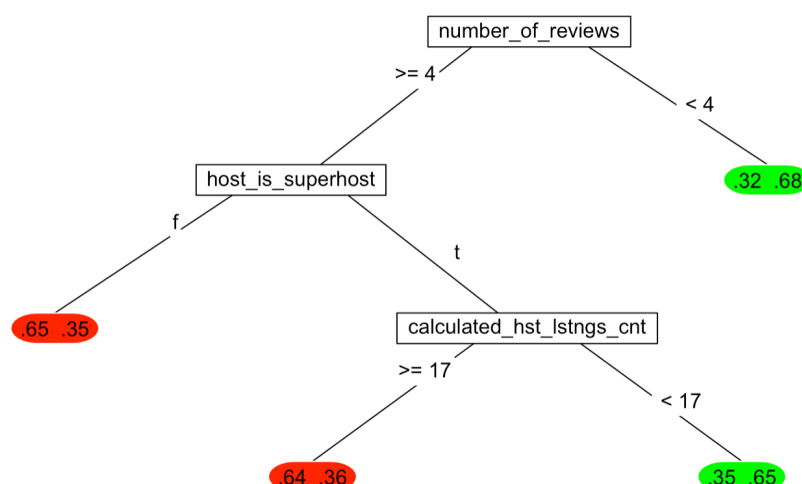 number_of_reviews
>= 4
< 4
host_is_superhost
.32 .68
f
t
.65 .35
calculated_hst_lstngs_cnt
>= 17
< 17
.64 .36
.35 .65